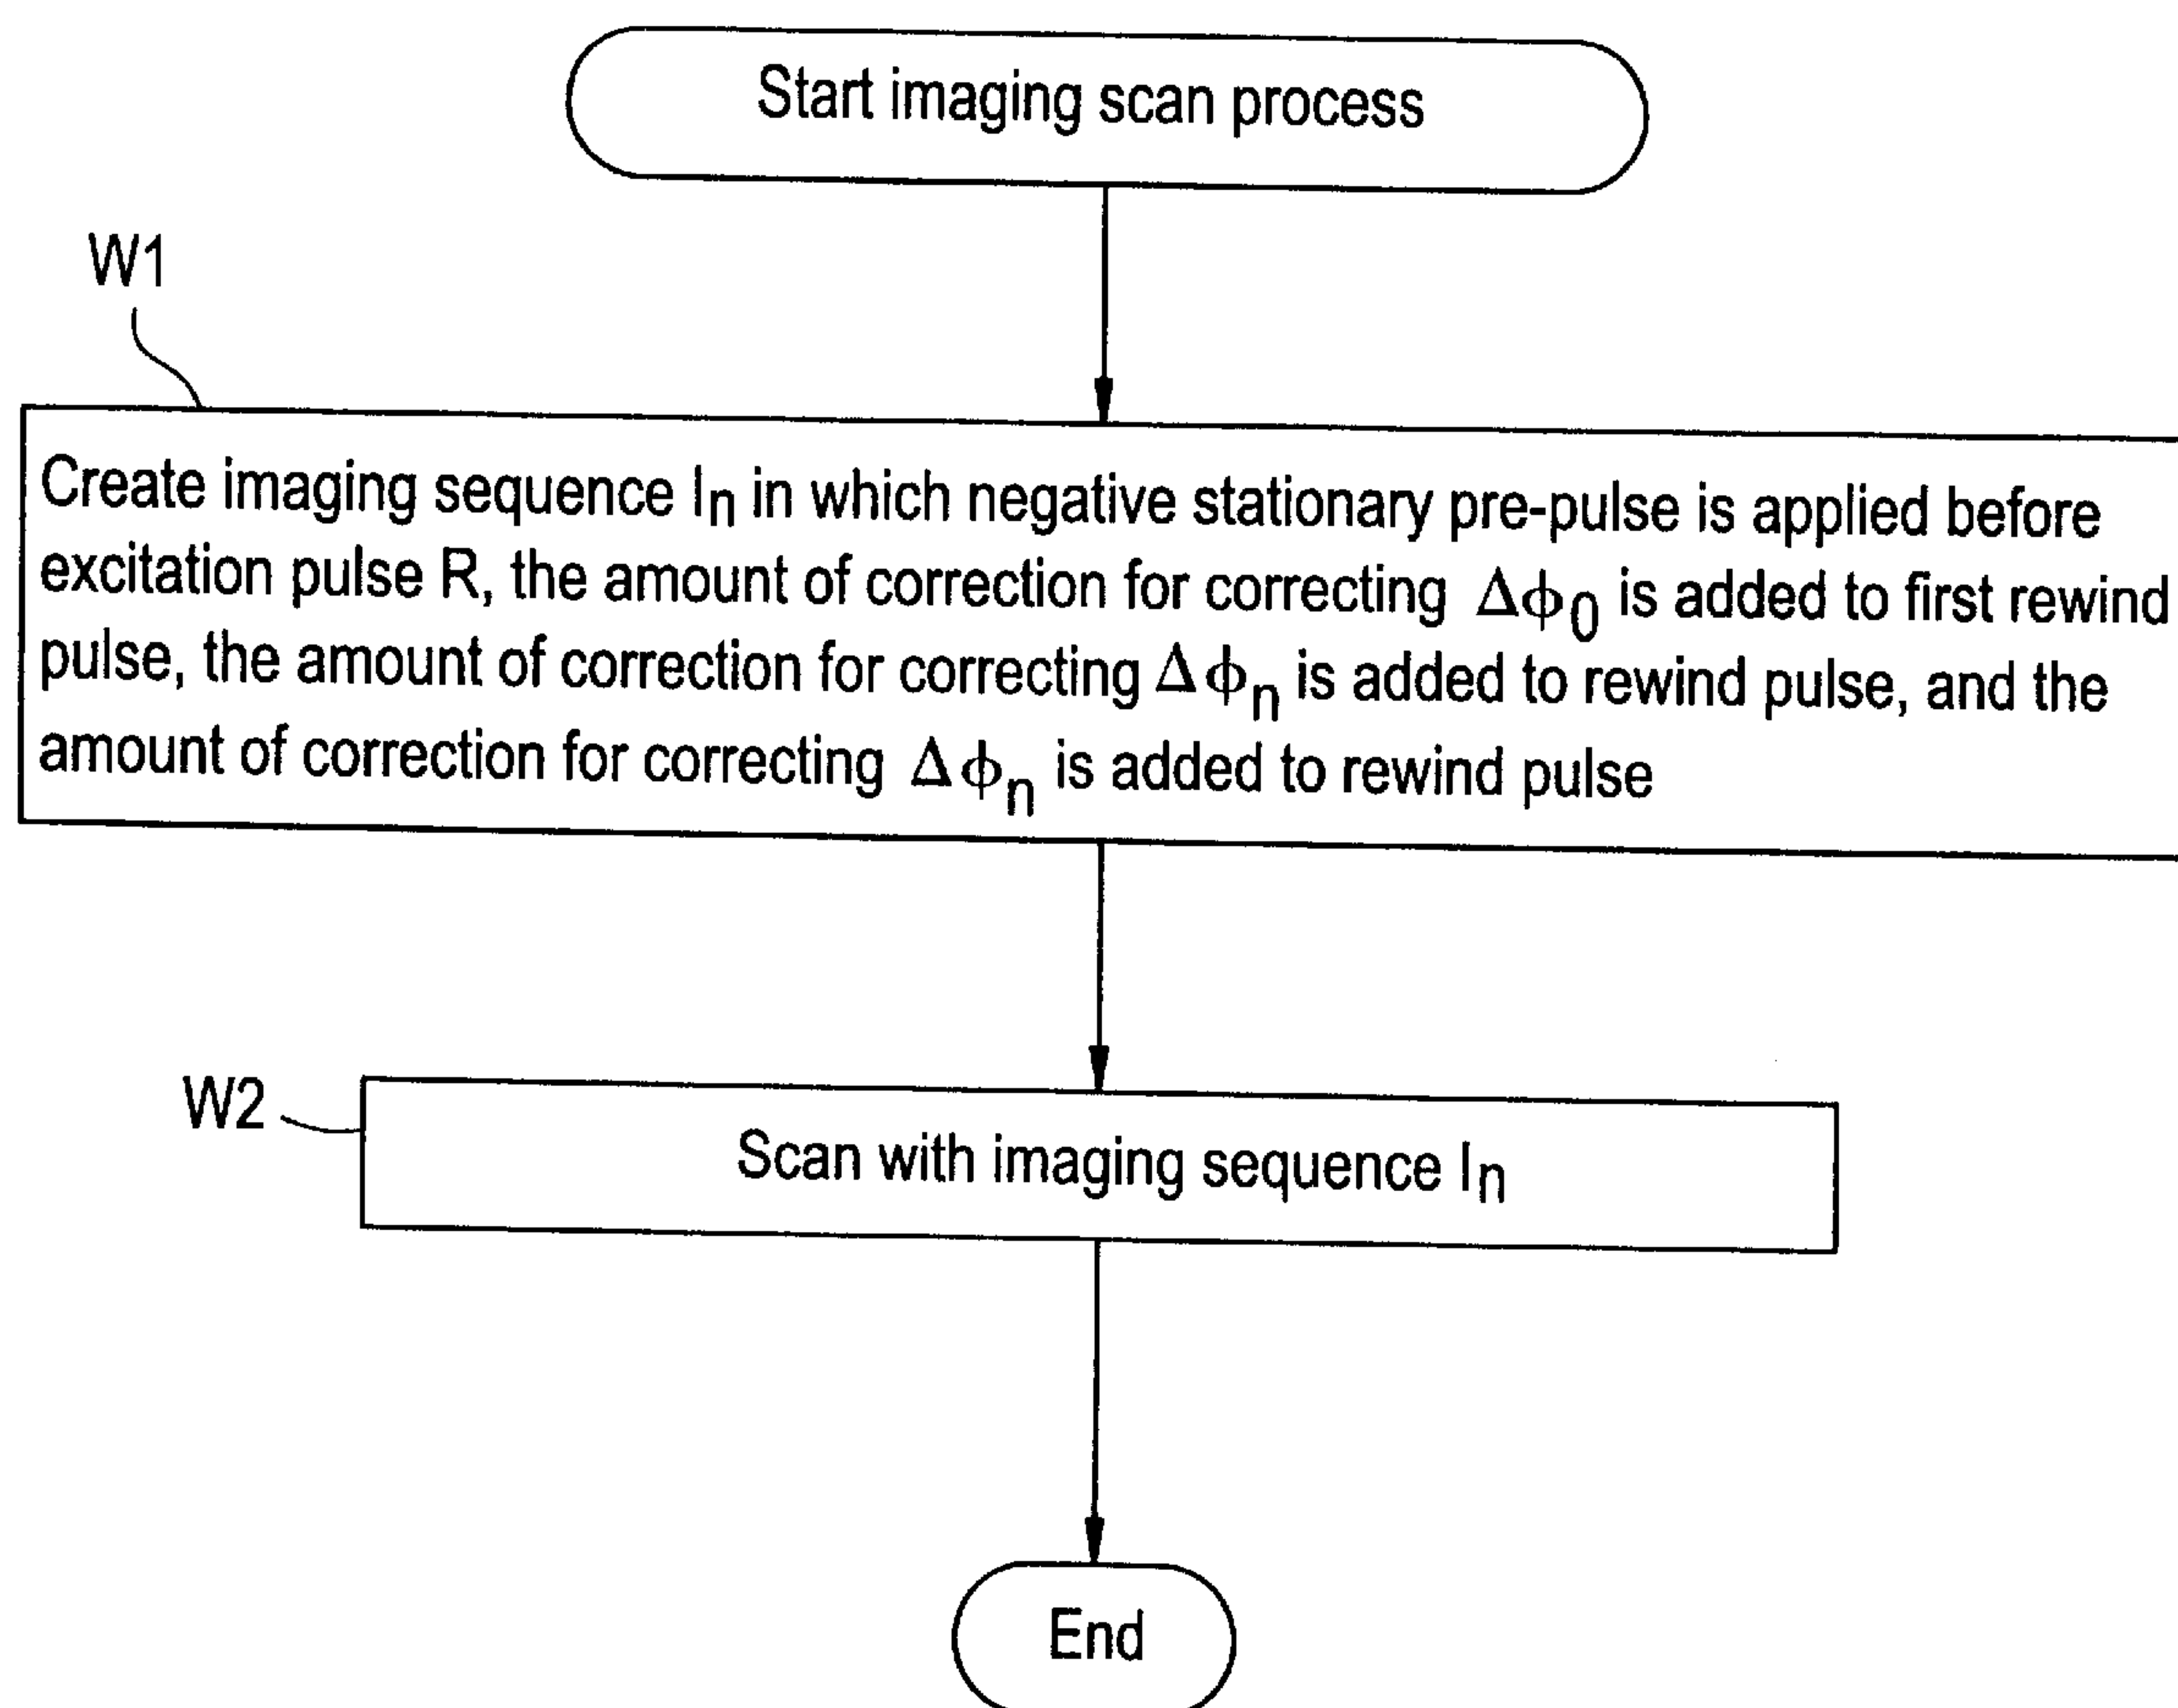 Start imaging scan process
W1
Create imaging sequence In in which negative stationary pre-pulse is applied before
excitation pulse R, the amount of correction for correcting Δϕ0 is added to first rewind
pulse, the amount of correction for correcting Δϕn is added to rewind pulse, and the
amount of correction for correcting Δϕn is added to rewind pulse
W2
Scan with imaging sequence In
End